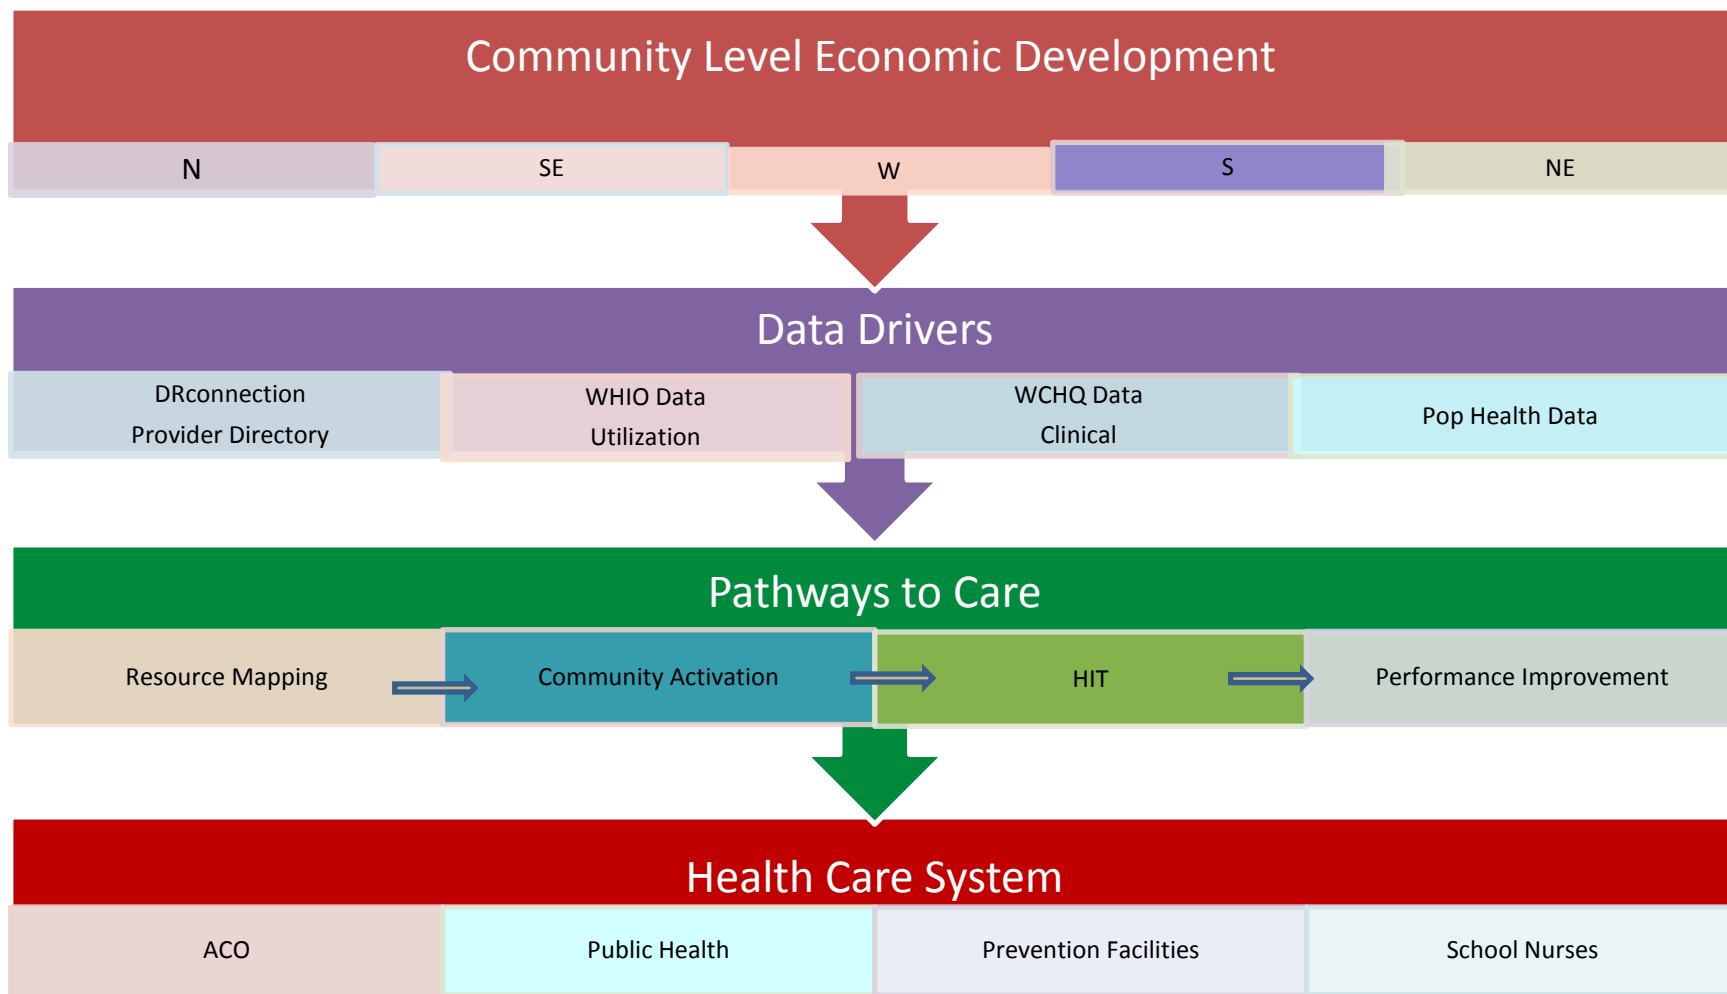 Community Level Economic Development
N
SE
W
S
NE
Data Drivers
DRconnection
Provider Directory
WHIO Data
Utilization
WCHQ Data
Clinical
Pop Health Data
Pathways to Care
Resource Mapping
Community Activation
HIT
Performance Improvement
Health Care System
ACO
Public Health
Prevention Facilities
School Nurses